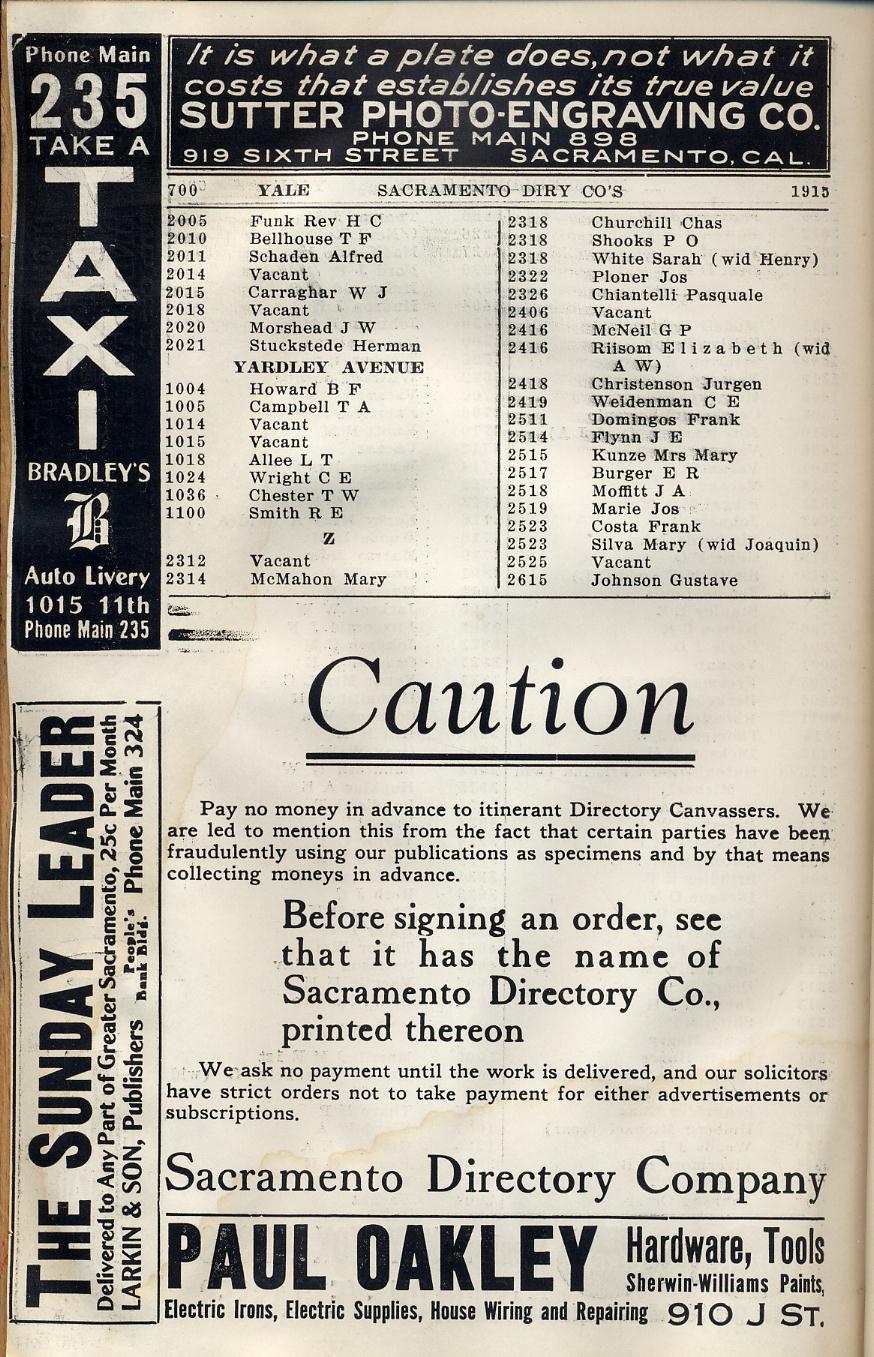 Phone Main
235
TAKE A
TAXI
BRADLEY'S
B
Auto Livery
1015 11th
Phone Main 235
It is what a plate does, not what it
costs that establishes its true value
SUTTER PHOTO-ENGRAVING CO.
PHONE MAIN 898
919 SIXTH STREET SACRAMENTO, CAL.
700 YALE SACRAMENTO DIRY CO'S 1915
2005 Funk Rev H C
2010 Bellhouse T F
2011 Schaden Alfred
2014 Vacant
2015 Carraghar W J
2018 Vacant
2020 Morshead J W
2021 Stuckstede Herman
YARDLEY AVENUE
1004 Howard B F
1005 Campbell T A
1014 Vacant
1015 Vacant
1018 Allee L T
1024 Wright C E
1036 Chester T W
1100 Smith R E
Z
2312 Vacant
2314 McMahon Mary
2318 Churchill Chas
2318 Shooks P O
2318 White Sarah (wid Henry)
2322 Ploner Jos
2326 Chiantelli Pasquale
2406 Vacant
2416 McNeil G P
2416 Riisom Elizabeth (wid
A W)
2418 Christenson Jurgen
2419 Weidenman C E
2511 Domingos Frank
2514 Flynn J E
2515 Kunze Mrs Mary
2517 Burger E R
2518 Moffitt J A
2519 Marie Jos
2523 Costa Frank
2523 Silva Mary (wid Joaquin)
2525 Vacant
2615 Johnson Gustave
Caution
Pay no money in advance to itinerant Directory Canvassers. We
are led to mention this from the fact that certain parties have been
fraudulently using our publications as specimens and by that means
collecting moneys in advance.
Before signing an order, see
that it has the name of
Sacramento Directory Co.,
printed thereon
We ask no payment until the work is delivered, and our solicitors
have strict orders not to take payment for either advertisements or
subscriptions.
Sacramento Directory Company
THE SUNDAY LEADER
Delivered to Any Part of Greater Sacramento, 25c Per Month
LARKIN & SON, Publishers People's Bank Bldg. Phone Main 324
PAUL OAKLEY Hardware, Tools
Sherwin-Williams Paints,
Electric Irons, Electric Supplies, House Wiring and Repairing 910 J ST.